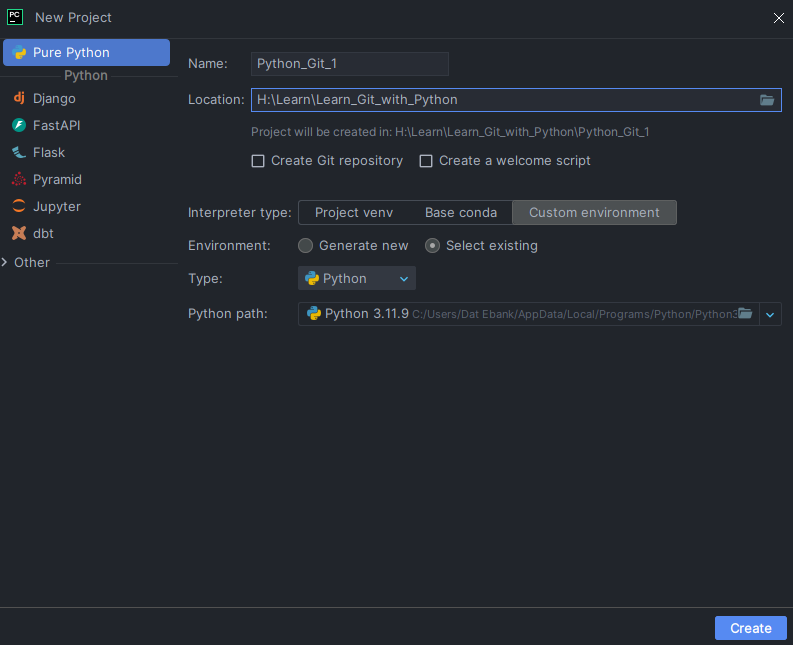 PC New Project
Pure Python
Python
dj Django
FastAPI
Flask
Pyramid
Jupyter
dbt
Other
Name: Python_Git_1
Location: H:\Learn\Learn_Git_with_Python
Project will be created in: H:\Learn\Learn_Git_with_Python\Python_Git_1
Create Git repository Create a welcome script
Interpreter type: Project venv Base conda Custom environment
Environment: Generate new Select existing
Type: Python
Python path: Python 3.11.9 C:/Users/Dat Ebank/AppData/Local/Programs/Python/Python3
Create